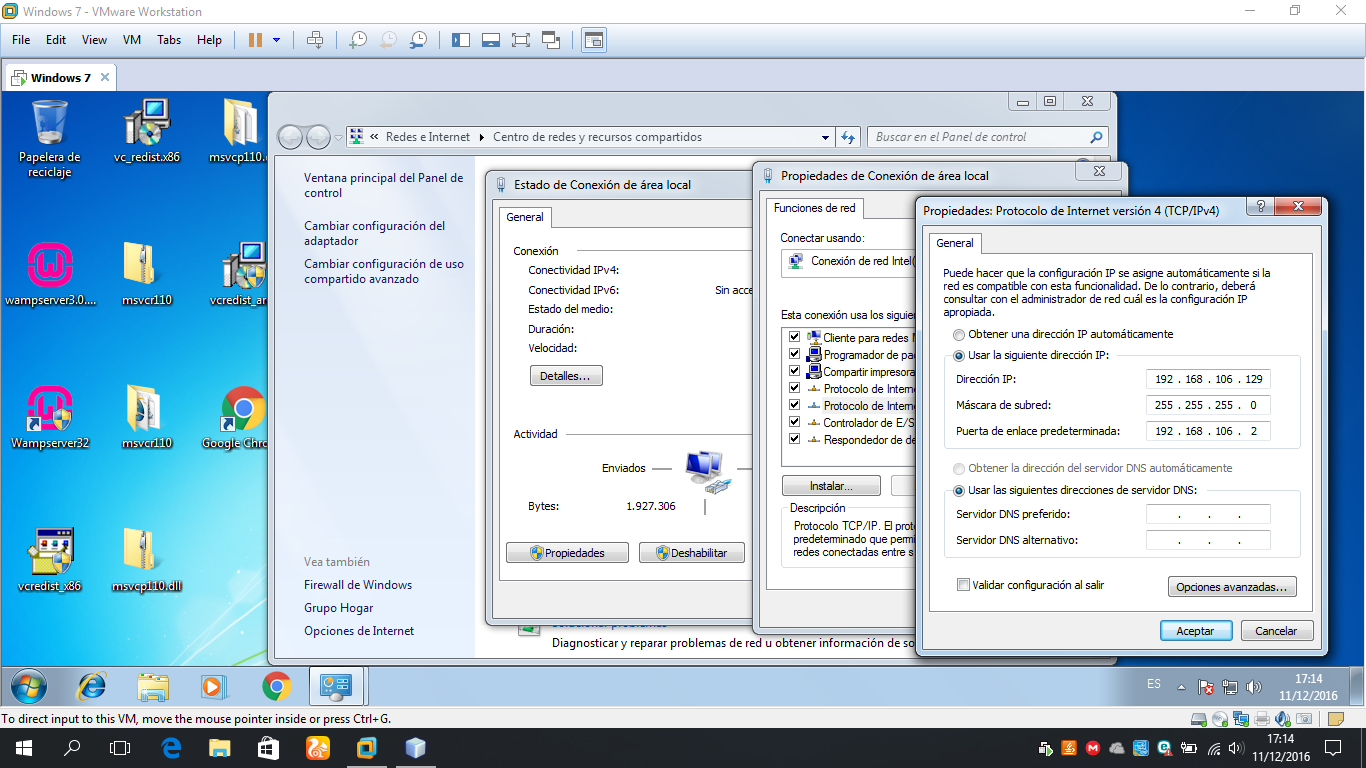 Windows 7 - VMware Workstation
File Edit View VM Tabs Help
Windows 7
Papelera de
reciclaje
vc_redist.x86
msvcp110.
wampserver3.0....
msvcr110
vcredist_ar
Wampserver32
msvcr110
Google Chro
vcredist_x86
msvcp110.dll
« Redes e Internet Centro de redes y recursos compartidos
Buscar en el Panel de control
Ventana principal del Panel de
control
Cambiar configuración del
adaptador
Cambiar configuración de uso
compartido avanzado
Vea también
Firewall de Windows
Grupo Hogar
Opciones de Internet
Diagnosticar y reparar problemas de red u obtener información de so
Estado de Conexión de área local
General
Conexión
Conectividad IPv4:
Conectividad IPv6: Sin acce
Estado del medio:
Duración:
Velocidad:
Detalles...
Actividad
Enviados
Bytes: 1.927.306
Propiedades
Deshabilitar
Propiedades de Conexión de área local
Funciones de red
Conectar usando:
Conexión de red Intel(
Esta conexión usa los siguie
Cliente para redes M
Programador de pa
Compartir impresora
Protocolo de Interne
Protocolo de Interne
Controlador de E/S
Respondedor de de
Instalar...
Descripción
Protocolo TCP/IP. El prot
predeterminado que permi
redes conectadas entre s
Propiedades: Protocolo de Internet versión 4 (TCP/IPv4)
General
Puede hacer que la configuración IP se asigne automáticamente si la
red es compatible con esta funcionalidad. De lo contrario, deberá
consultar con el administrador de red cuál es la configuración IP
apropiada.
Obtener una dirección IP automáticamente
Usar la siguiente dirección IP:
Dirección IP: 192 . 168 . 106 . 129
Máscara de subred: 255 . 255 . 255 . 0
Puerta de enlace predeterminada: 192 . 168 . 106 . 2
Obtener la dirección del servidor DNS automáticamente
Usar las siguientes direcciones de servidor DNS:
Servidor DNS preferido: . . .
Servidor DNS alternativo: . . .
Validar configuración al salir
Opciones avanzadas...
Aceptar
Cancelar
ES
17:14
11/12/2016
To direct input to this VM, move the mouse pointer inside or press Ctrl+G.
17:14
11/12/2016